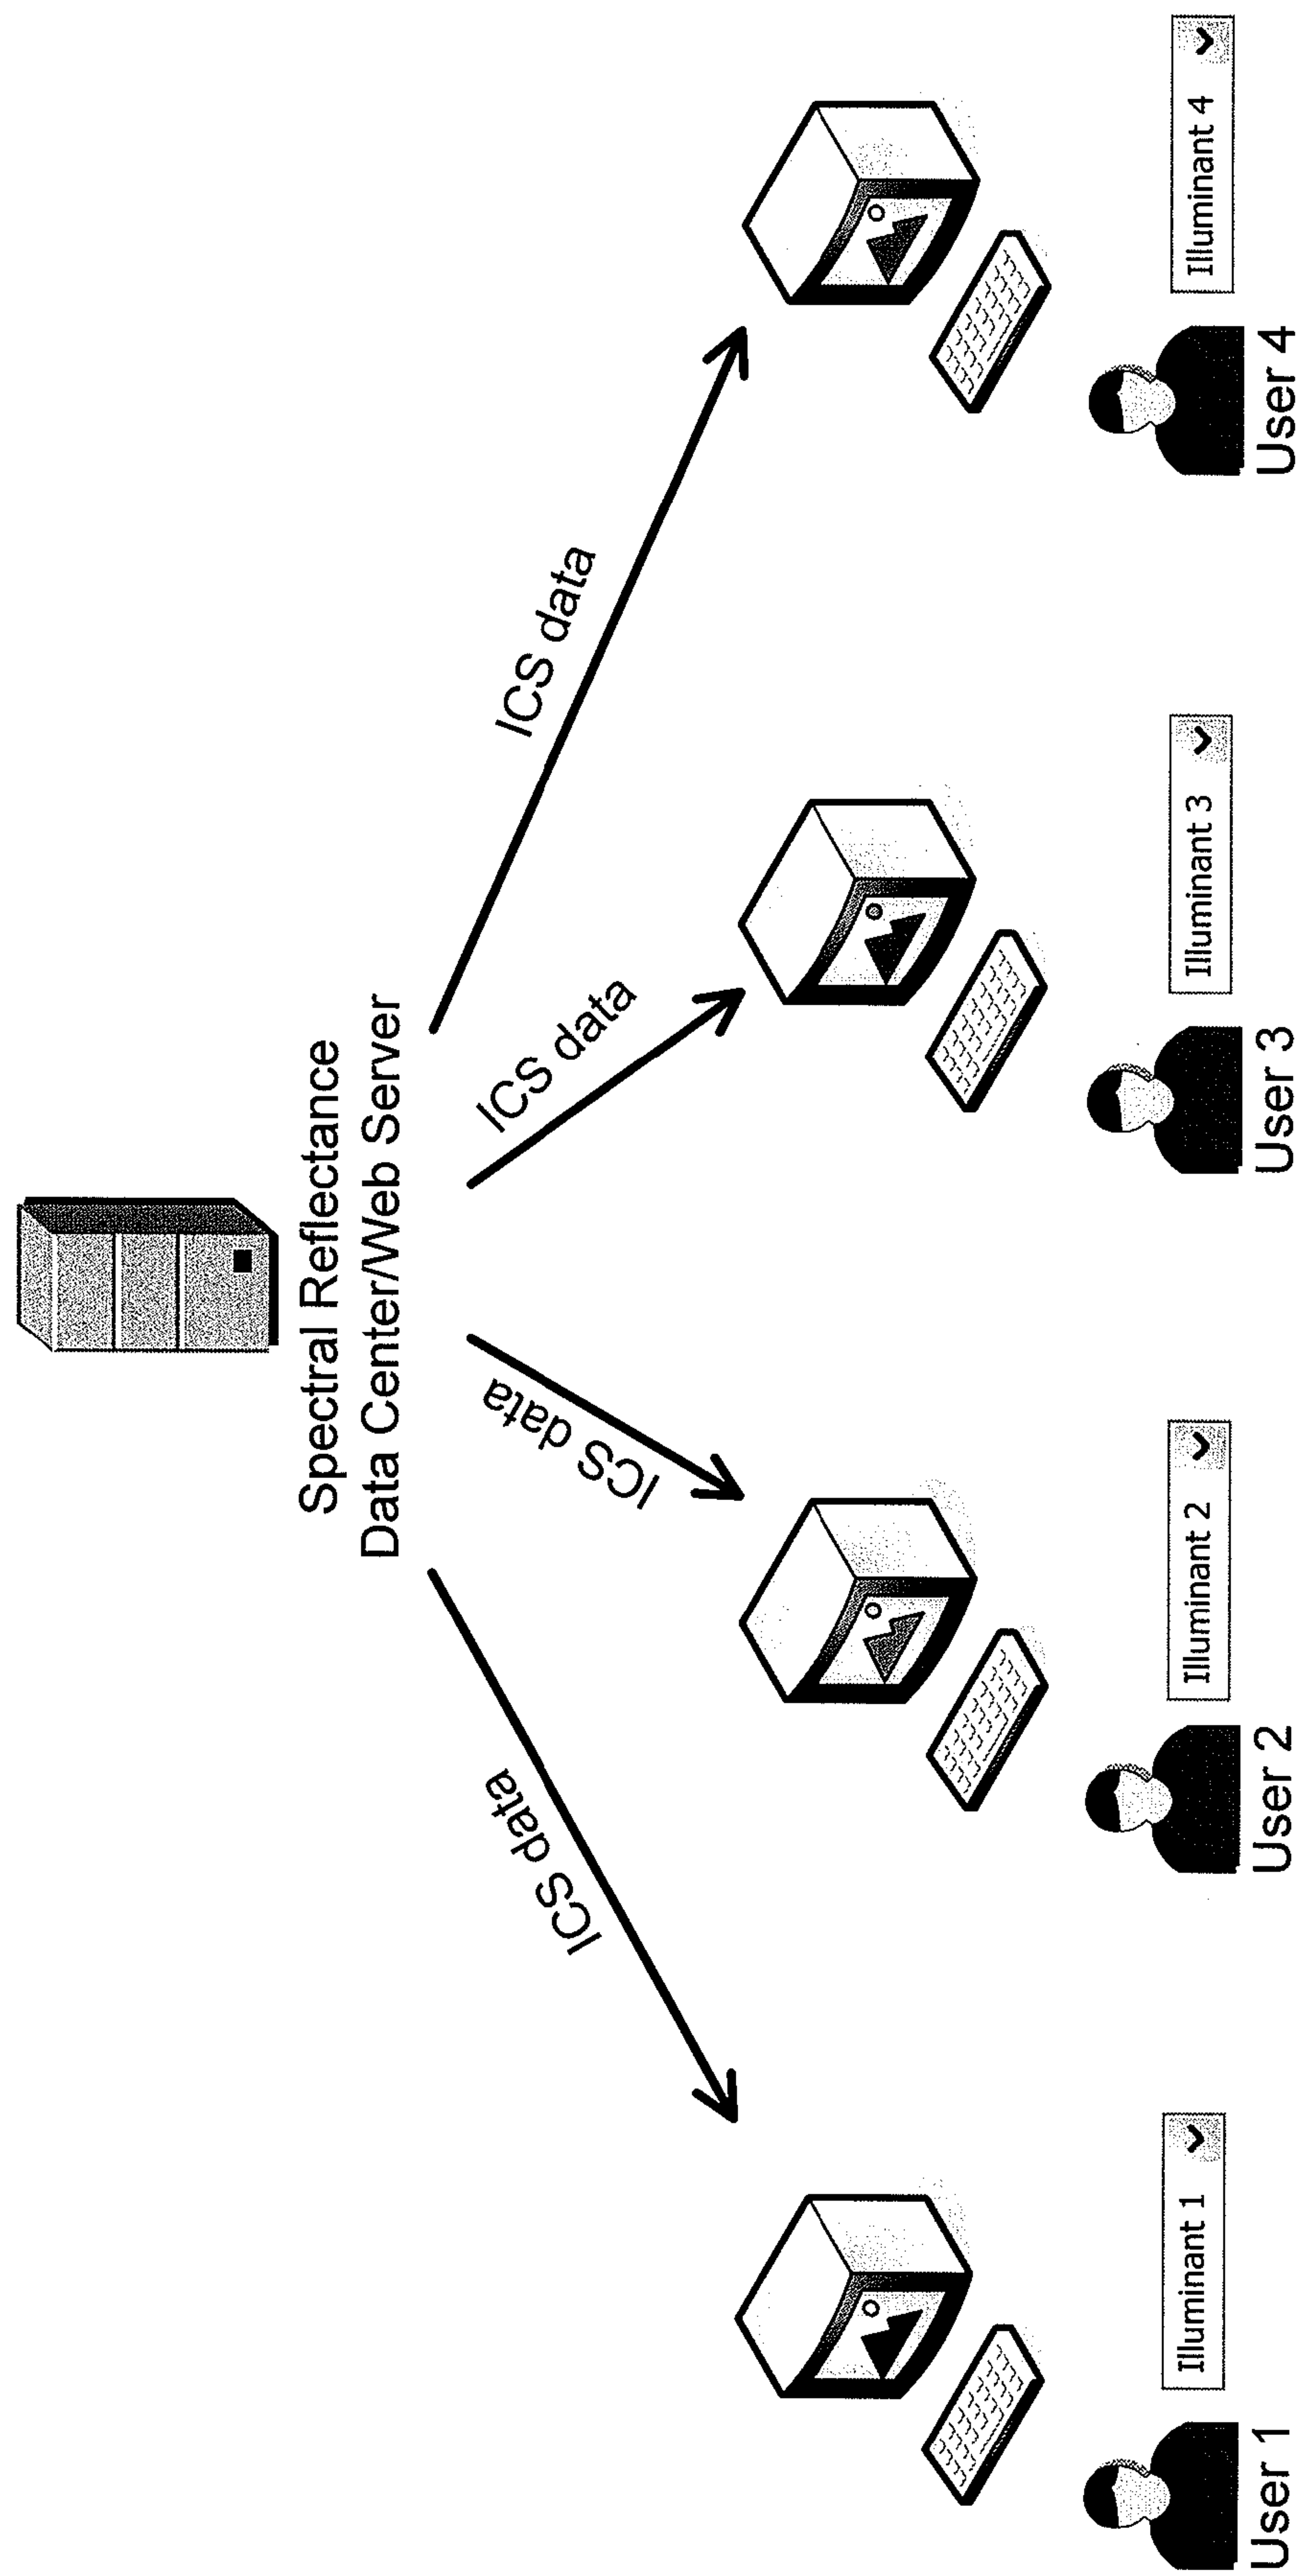 Spectral Reflectance
Data Center/Web Server
ICS data
ICS data
ICS data
ICS data
Illuminant 1
Illuminant 2
Illuminant 3
Illuminant 4
User 1
User 2
User 3
User 4